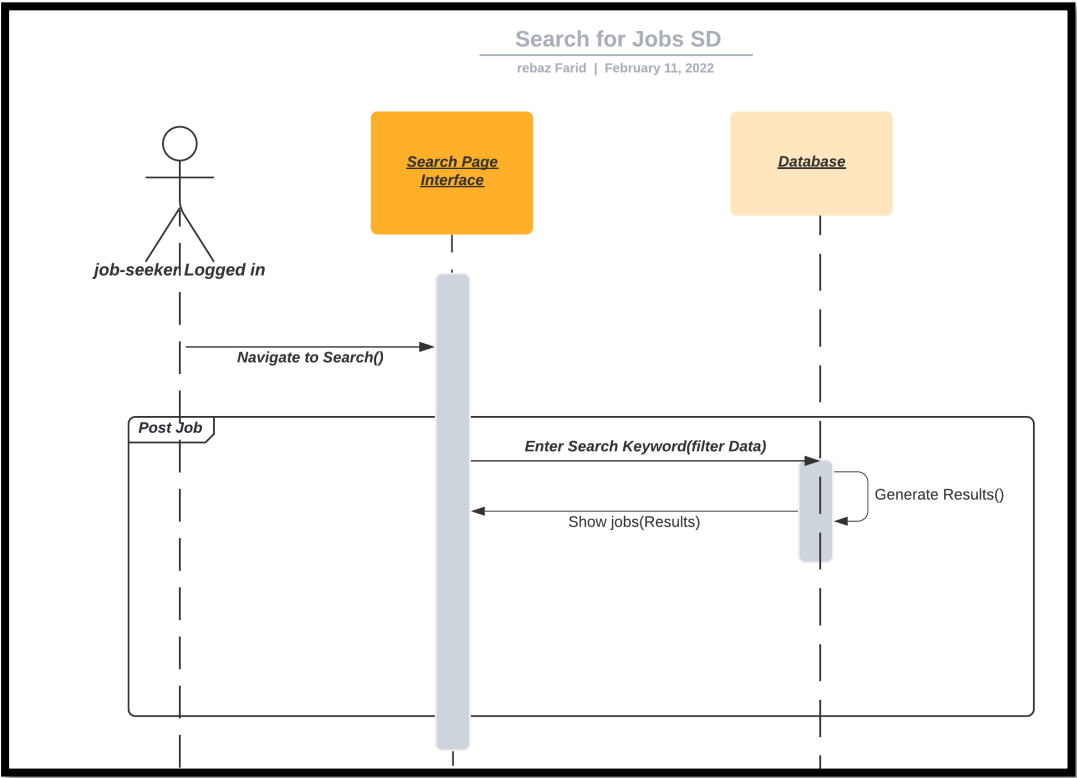 Search for Jobs SD
rebaz Farid | February 11, 2022
Search Page
Interface
Database
job-seeker Logged in
Navigate to Search()
Post Job
Enter Search Keyword(filter Data)
Generate Results()
Show jobs(Results)